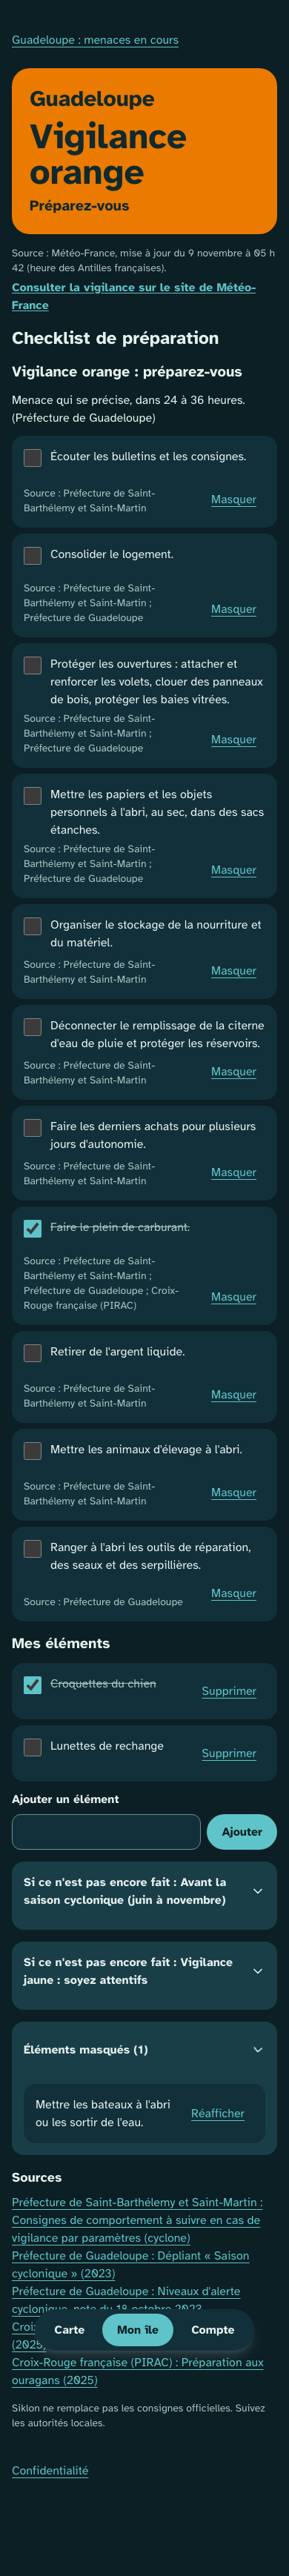 Guadeloupe : menaces en cours
Guadeloupe
Vigilance
orange
Préparez-vous
Source : Météo-France, mise à jour du 9 novembre à 05 h
42 (heure des Antilles françaises).
Consulter la vigilance sur le site de Météo-
France
Checklist de préparation
Vigilance orange : préparez-vous
Menace qui se précise, dans 24 à 36 heures.
(Préfecture de Guadeloupe)
Écouter les bulletins et les consignes.
Source : Préfecture de Saint-
Barthélemy et Saint-Martin
Masquer
Consolider le logement.
Source : Préfecture de Saint-
Barthélemy et Saint-Martin ;
Préfecture de Guadeloupe
Masquer
Protéger les ouvertures : attacher et
renforcer les volets, clouer des panneaux
de bois, protéger les baies vitrées.
Source : Préfecture de Saint-
Barthélemy et Saint-Martin ;
Préfecture de Guadeloupe
Masquer
Mettre les papiers et les objets
personnels à l'abri, au sec, dans des sacs
étanches.
Source : Préfecture de Saint-
Barthélemy et Saint-Martin ;
Préfecture de Guadeloupe
Masquer
Organiser le stockage de la nourriture et
du matériel.
Source : Préfecture de Saint-
Barthélemy et Saint-Martin
Masquer
Déconnecter le remplissage de la citerne
d'eau de pluie et protéger les réservoirs.
Source : Préfecture de Saint-
Barthélemy et Saint-Martin
Masquer
Faire les derniers achats pour plusieurs
jours d'autonomie.
Source : Préfecture de Saint-
Barthélemy et Saint-Martin
Masquer
Faire le plein de carburant.
Source : Préfecture de Saint-
Barthélemy et Saint-Martin ;
Préfecture de Guadeloupe ; Croix-
Rouge française (PIRAC)
Masquer
Retirer de l'argent liquide.
Source : Préfecture de Saint-
Barthélemy et Saint-Martin
Masquer
Mettre les animaux d'élevage à l'abri.
Source : Préfecture de Saint-
Barthélemy et Saint-Martin
Masquer
Ranger à l'abri les outils de réparation,
des seaux et des serpillières.
Source : Préfecture de Guadeloupe
Masquer
Mes éléments
Croquettes du chien
Supprimer
Lunettes de rechange
Supprimer
Ajouter un élément
Ajouter
Si ce n'est pas encore fait : Avant la
saison cyclonique (juin à novembre)
Si ce n'est pas encore fait : Vigilance
jaune : soyez attentifs
Éléments masqués (1)
Mettre les bateaux à l'abri
ou les sortir de l'eau.
Réafficher
Sources
Préfecture de Saint-Barthélemy et Saint-Martin :
Consignes de comportement à suivre en cas de
vigilance par paramètres (cyclone)
Préfecture de Guadeloupe : Dépliant « Saison
cyclonique » (2023)
Préfecture de Guadeloupe : Niveaux d'alerte
cyclonique, note du 18 octobre 2023
Carte
Mon île
Compte
(2025)
Croix-Rouge française (PIRAC) : Préparation aux
ouragans (2025)
Siklon ne remplace pas les consignes officielles. Suivez
les autorités locales.
Confidentialité